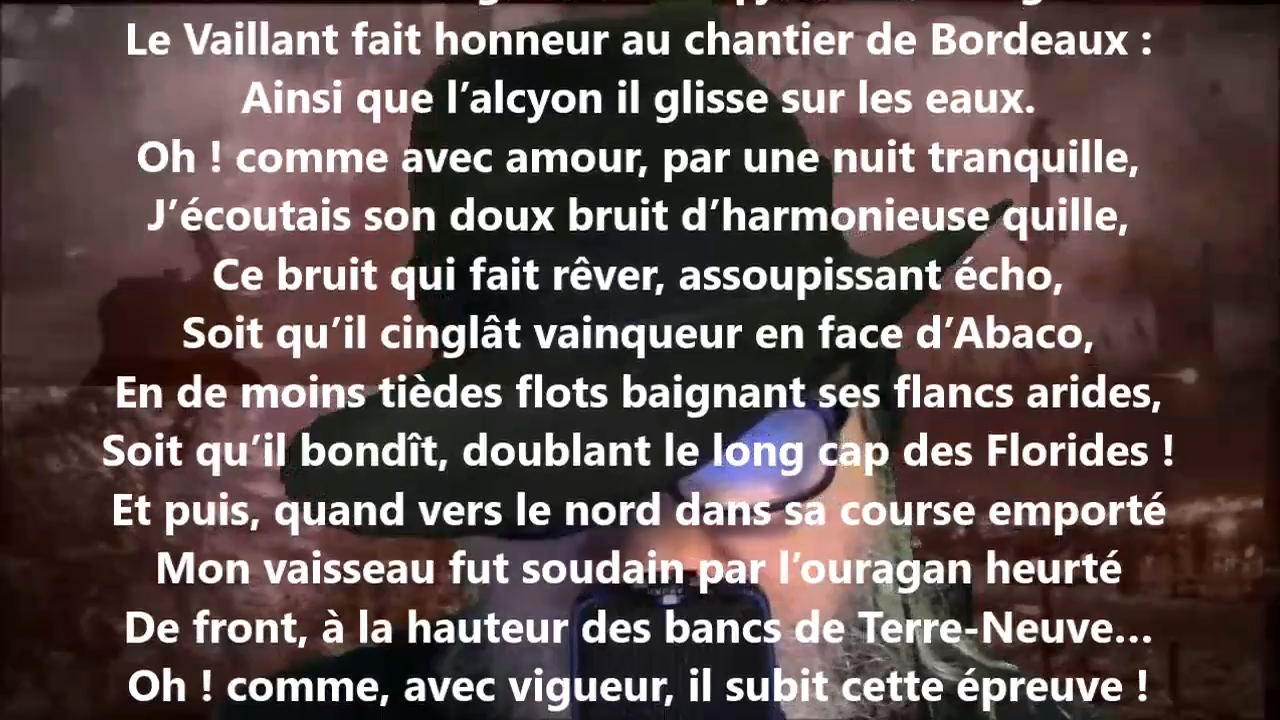 Le Vaillant fait honneur au chantier de Bordeaux :
Ainsi que l’alcyon il glisse sur les eaux.
Oh ! comme avec amour, par une nuit tranquille,
J’écoutais son doux bruit d’harmonieuse quille,
Ce bruit qui fait rêver, assoupissant écho,
Soit qu’il cinglât vainqueur en face d’Abaco,
En de moins tièdes flots baignant ses flancs arides,
Soit qu’il bondît, doublant le long cap des Florides !
Et puis, quand vers le nord dans sa course emporté
Mon vaisseau fut soudain par l’ouragan heurté
De front, à la hauteur des bancs de Terre-Neuve…
Oh ! comme, avec vigueur, il subit cette épreuve !